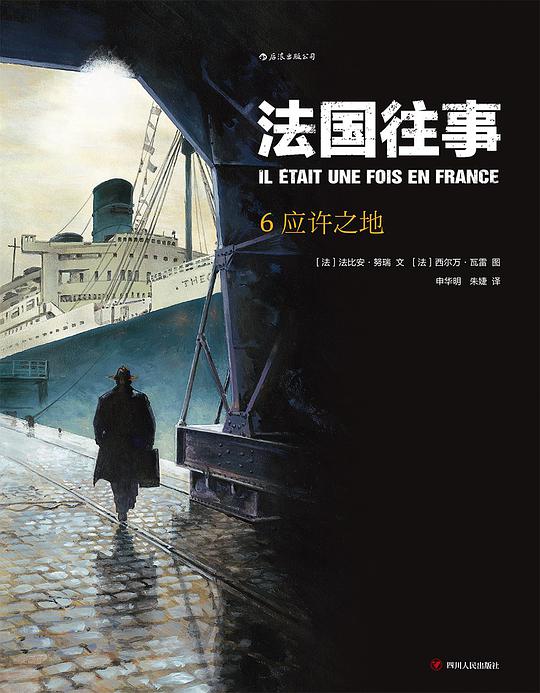 后浪出版公司
法国往事
IL ÉTAIT UNE FOIS EN FRANCE
6 应许之地
[法] 法比安·努瑞 文 [法] 西尔万·瓦雷 图
申华明 朱婕 译
THEO
四川人民出版社